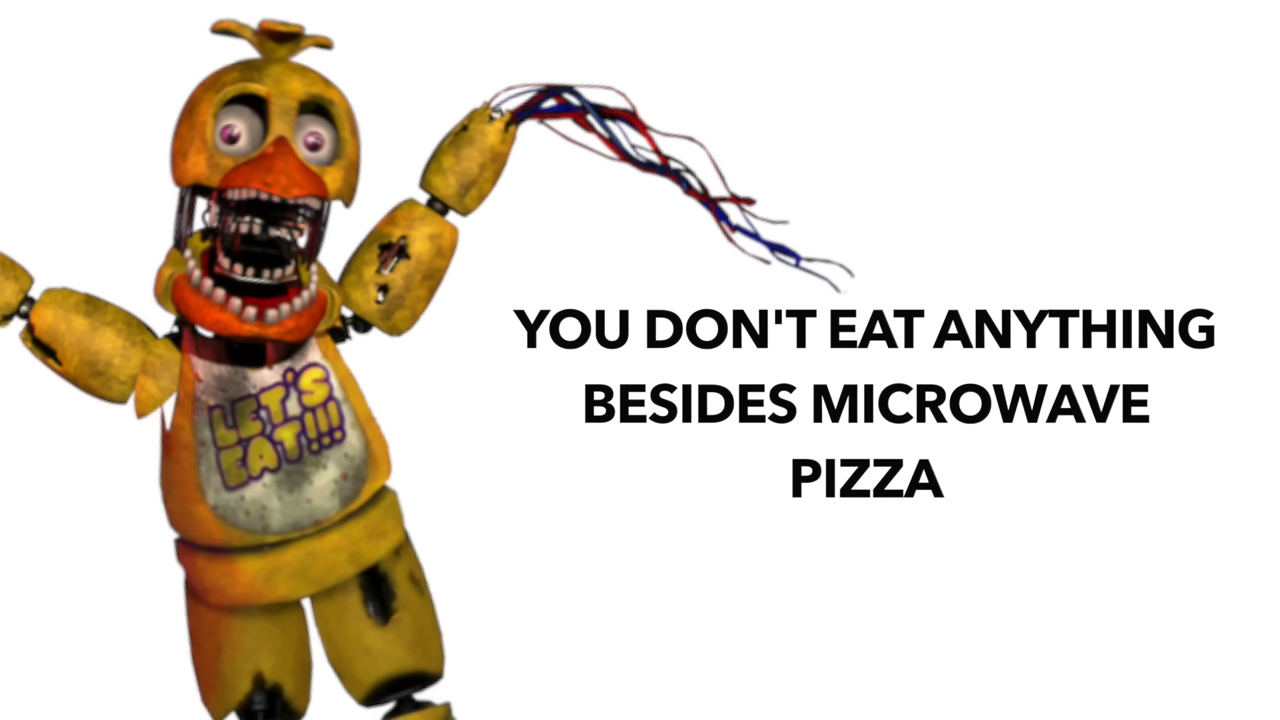 LET'S
EAT!!!
YOU DON'T EAT ANYTHING
BESIDES MICROWAVE
PIZZA